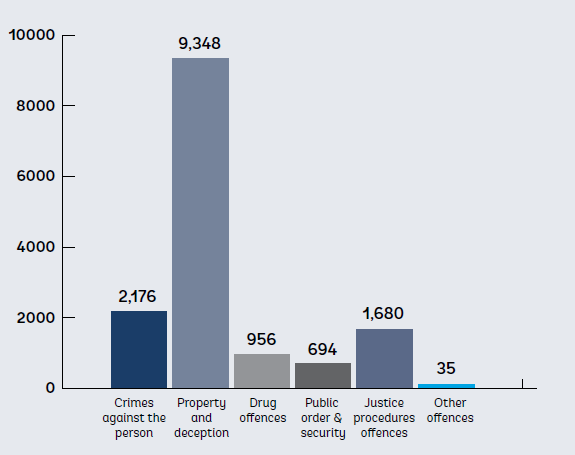 10000
8000
6000
4000
2000
0
2,176
9,348
956
694
1,680
35
Crimes
against the
person
Property
and
deception
Drug
offences
Public
order &
security
Justice
procedures
offences
Other
offences